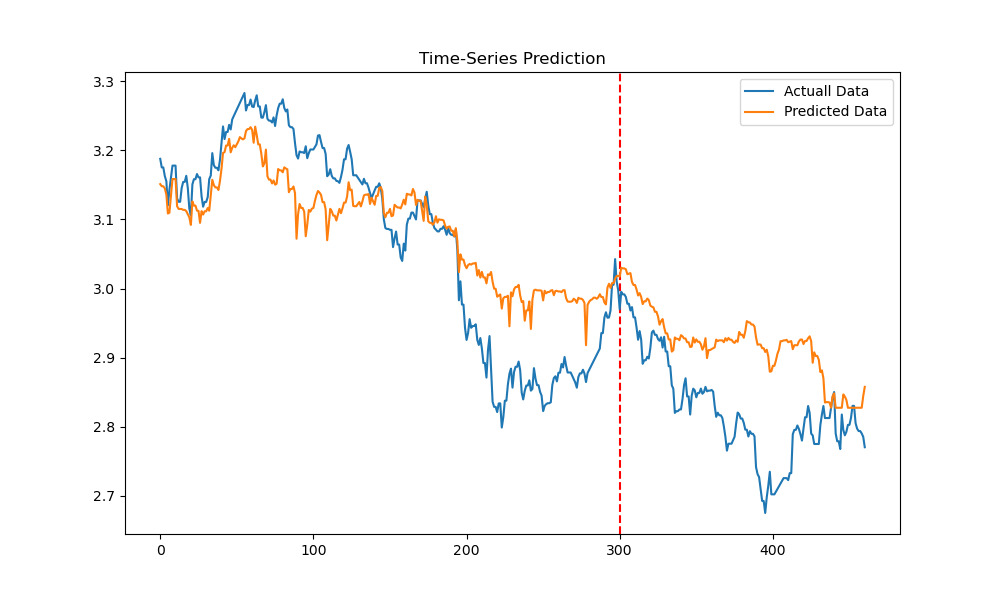 Time-Series Prediction
Actuall Data
Predicted Data
3.3
3.2
3.1
3.0
2.9
2.8
2.7
0 100 200 300 400